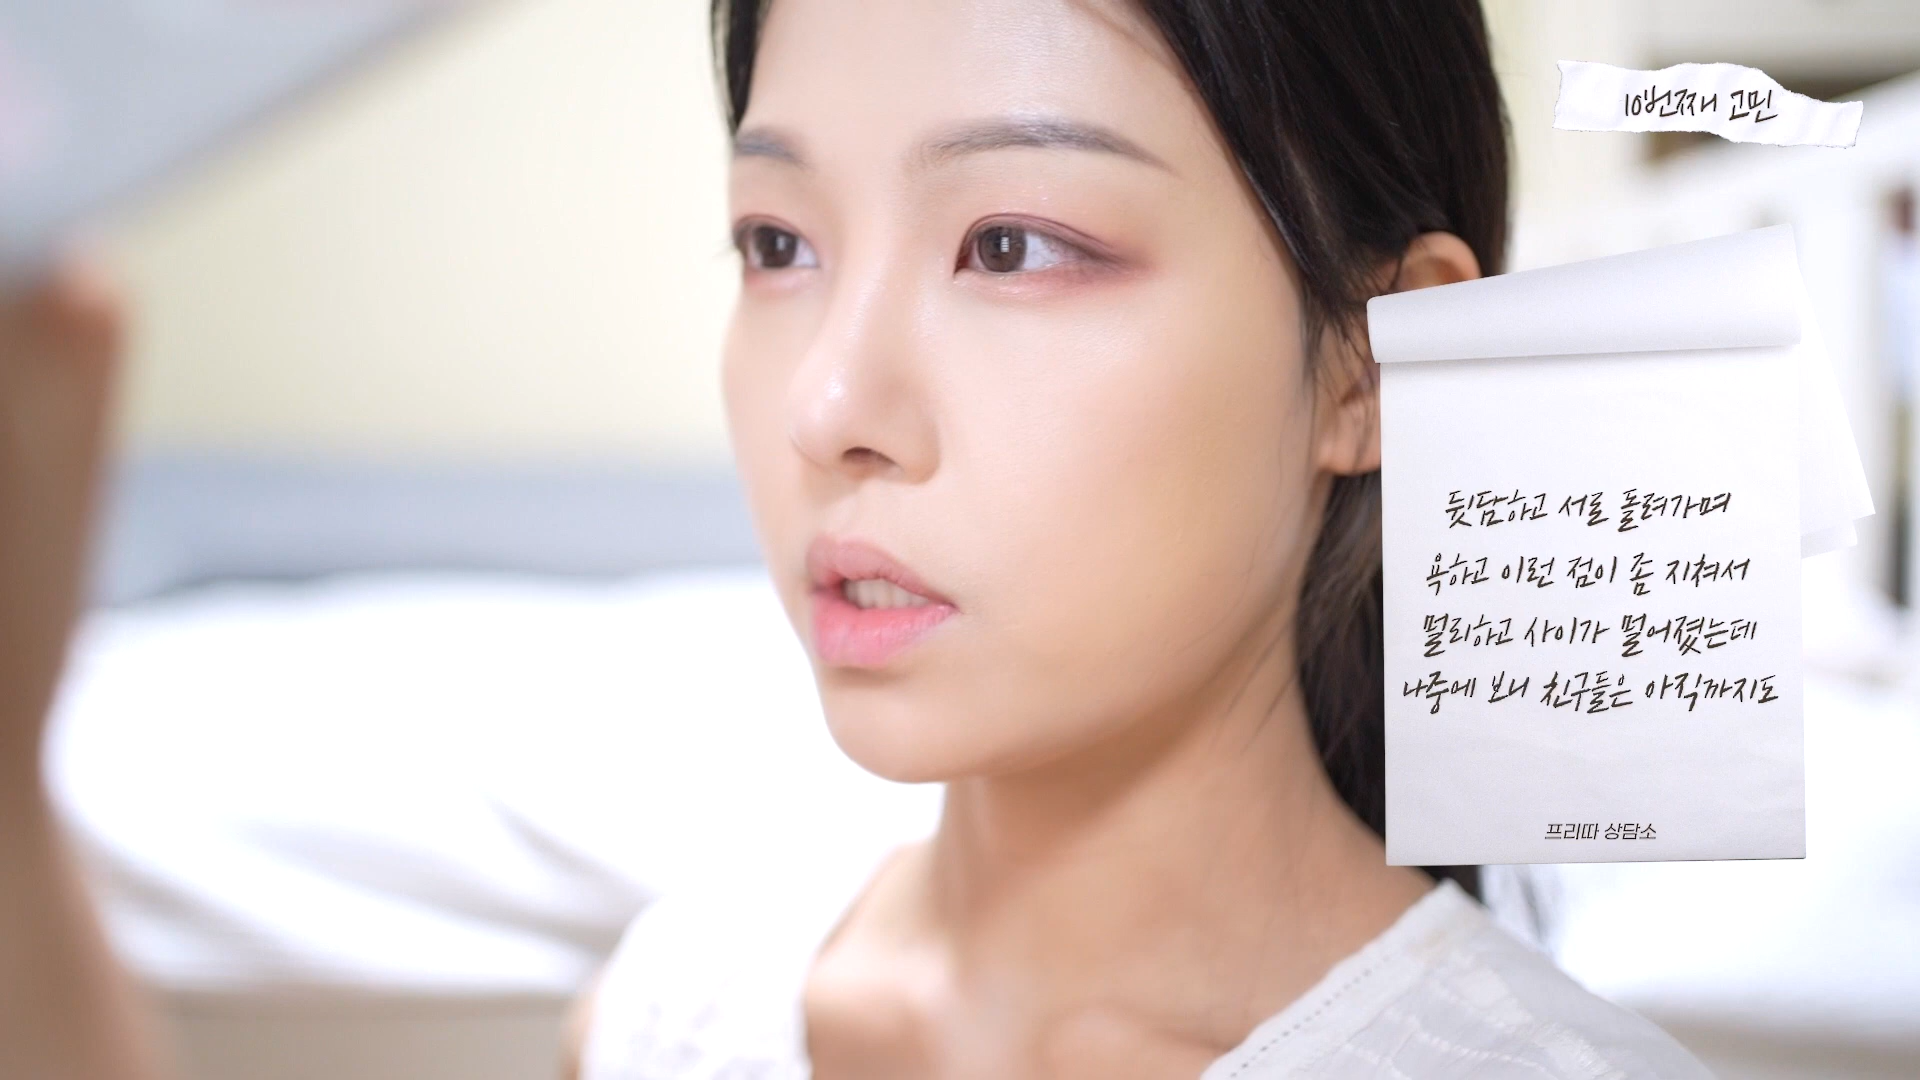 10번째 고민
뒷담하고 서로 돌려가며
욕하고 이런 점이 좀 지쳐서
멀리하고 사이가 멀어졌는데
나중에 보니 친구들은 아직까지도
프리따 상담소